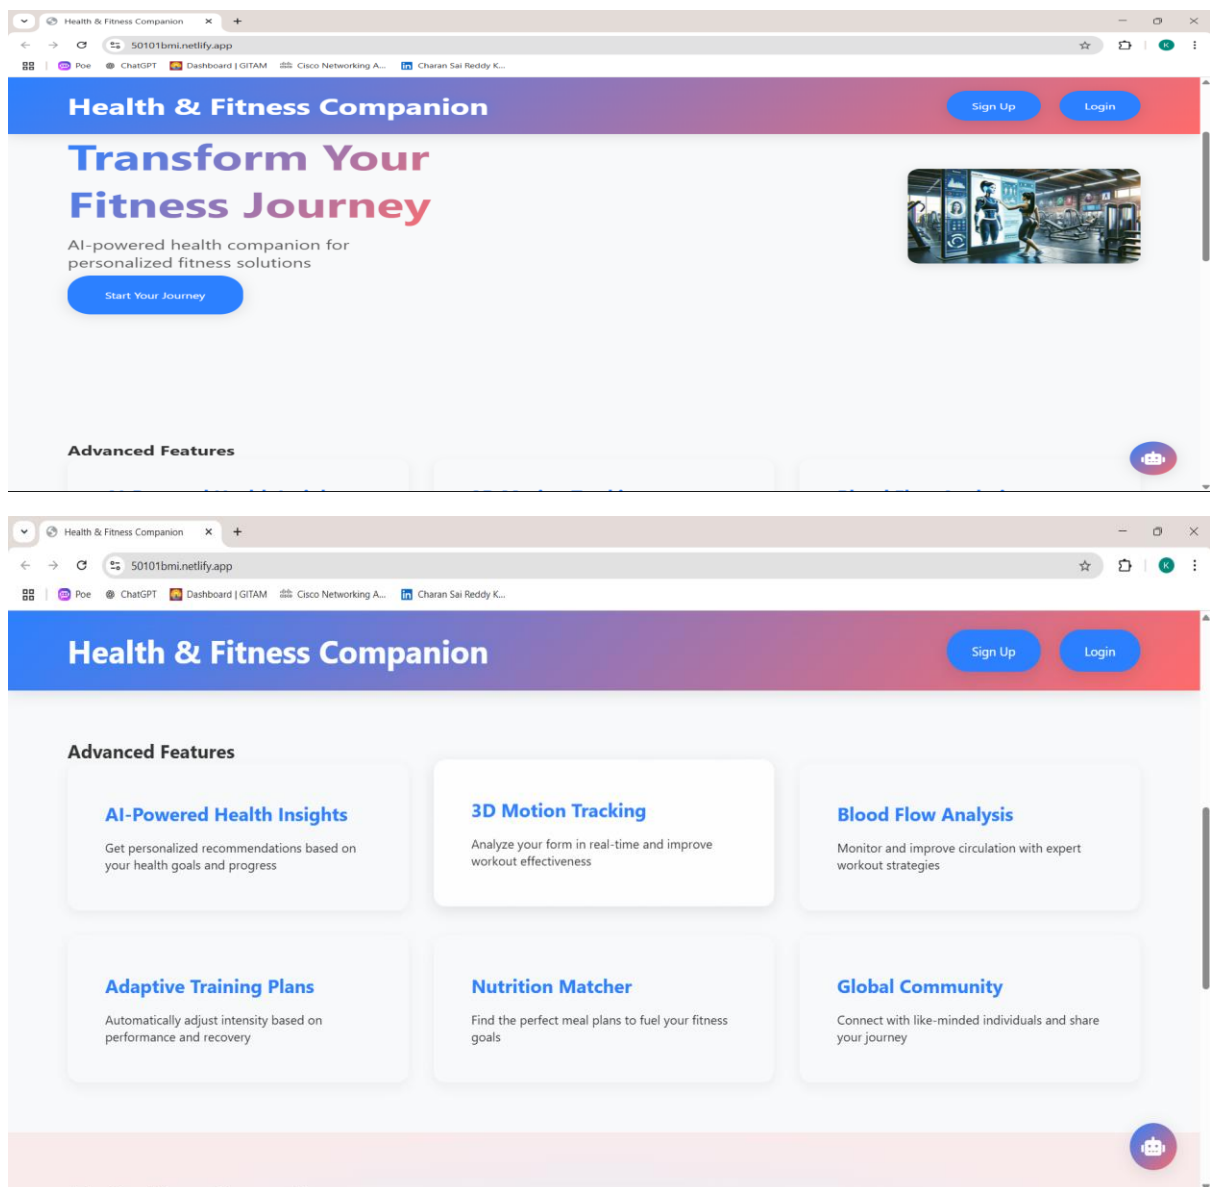 Health & Fitness Companion
50101bmi.netlify.app
K
Poe
ChatGPT
Dashboard | GITAM
Cisco Networking A...
Charan Sai Reddy K...
Health & Fitness Companion
Sign Up
Login
Transform Your
Fitness Journey
AI-powered health companion for
personalized fitness solutions
Start Your Journey
Advanced Features
Health & Fitness Companion
50101bmi.netlify.app
K
Poe
ChatGPT
Dashboard | GITAM
Cisco Networking A...
Charan Sai Reddy K...
Health & Fitness Companion
Sign Up
Login
Advanced Features
AI-Powered Health Insights
Get personalized recommendations based on
your health goals and progress
3D Motion Tracking
Analyze your form in real-time and improve
workout effectiveness
Blood Flow Analysis
Monitor and improve circulation with expert
workout strategies
Adaptive Training Plans
Automatically adjust intensity based on
performance and recovery
Nutrition Matcher
Find the perfect meal plans to fuel your fitness
goals
Global Community
Connect with like-minded individuals and share
your journey